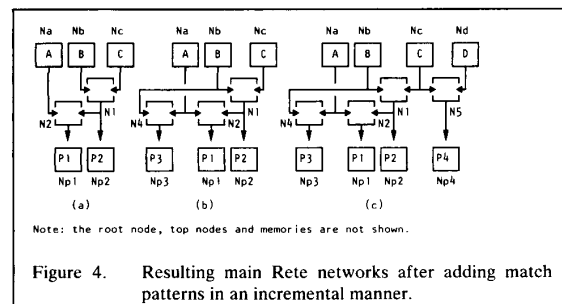 Na Nb Nc Na Nb Nc Na Nb Nc Nd
A B C A B C A B C D
N1 N1 N1 N5
N2 N4 N2 N4 N2
P1 P2 P3 P1 P2 P3 P1 P2 P4
Np1 Np2 Np3 Np1 Np2 Np3 Np1 Np2 Np4
(a) (b) (c)
Note: the root node, top nodes and memories are not shown.
Figure 4. Resulting main Rete networks after adding match
patterns in an incremental manner.